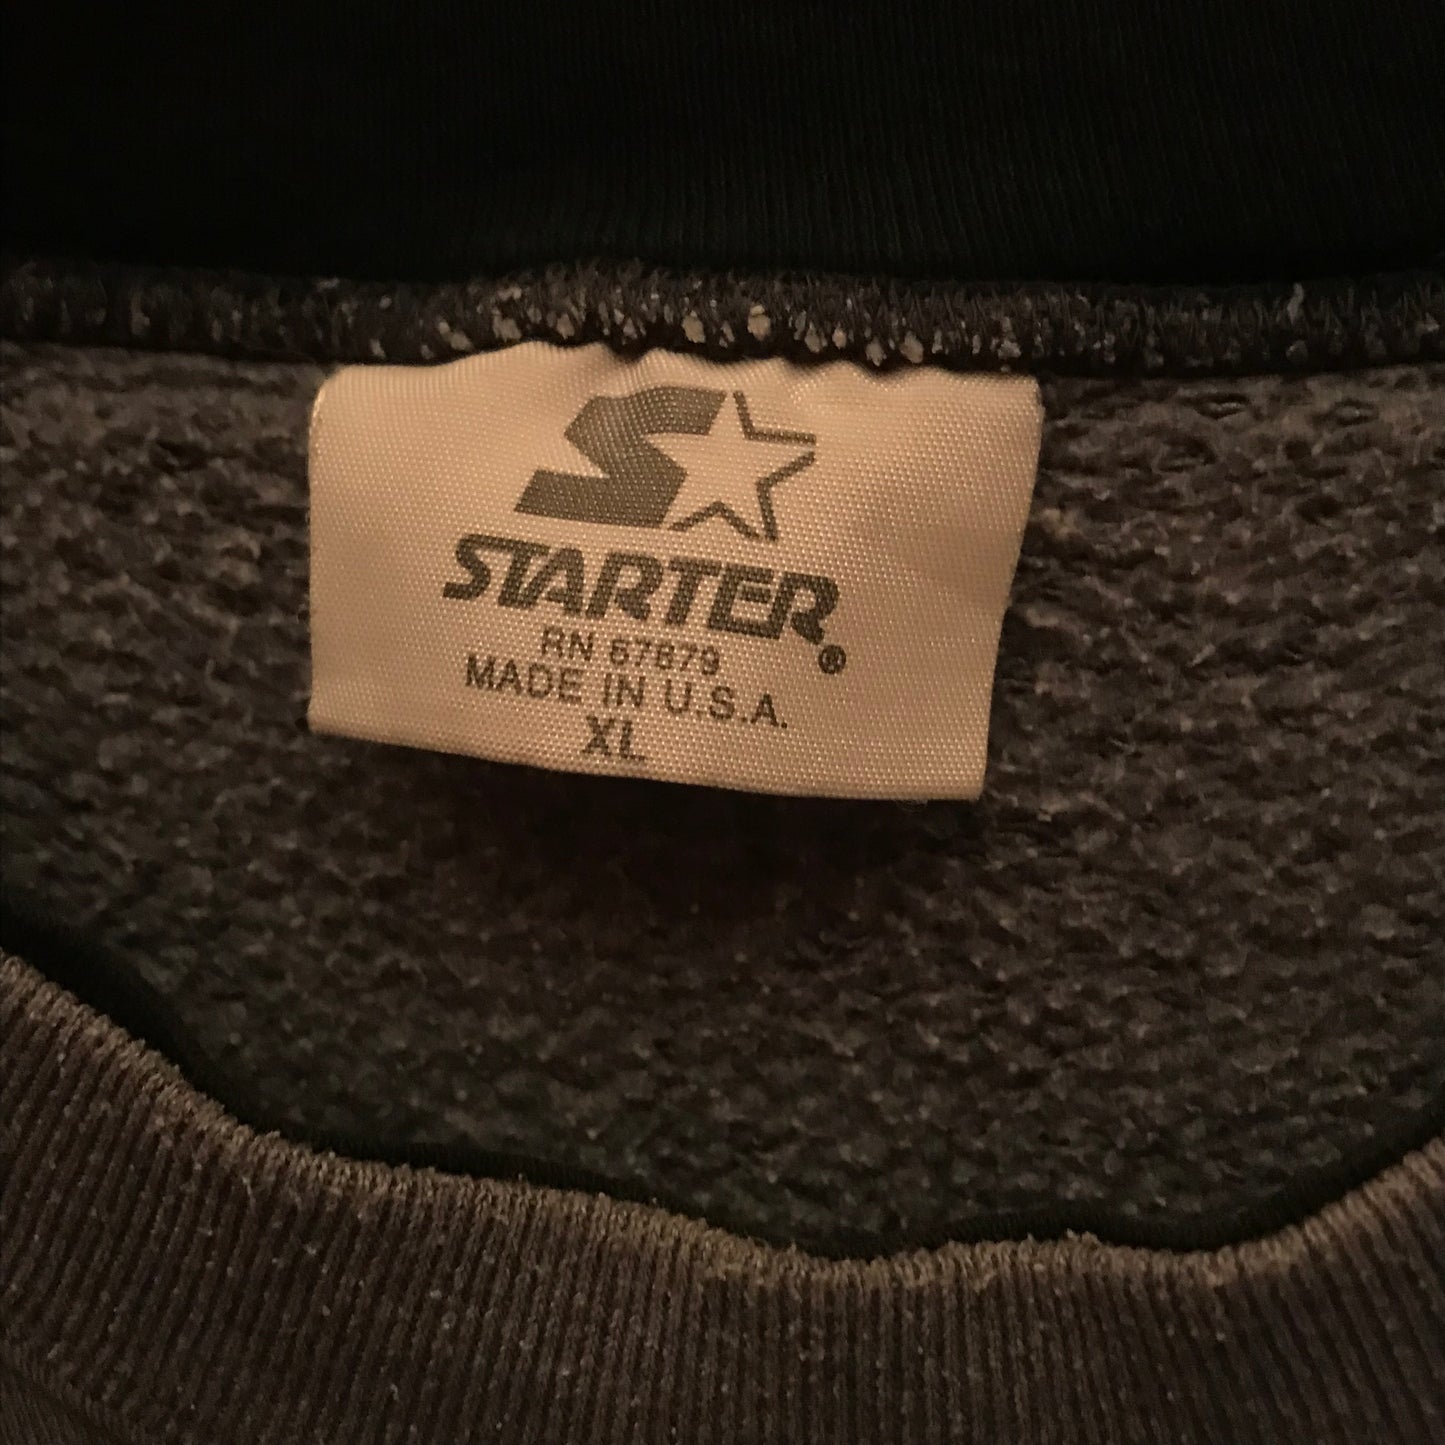 STARTER®
RN 67879
MADE IN U.S.A.
XL